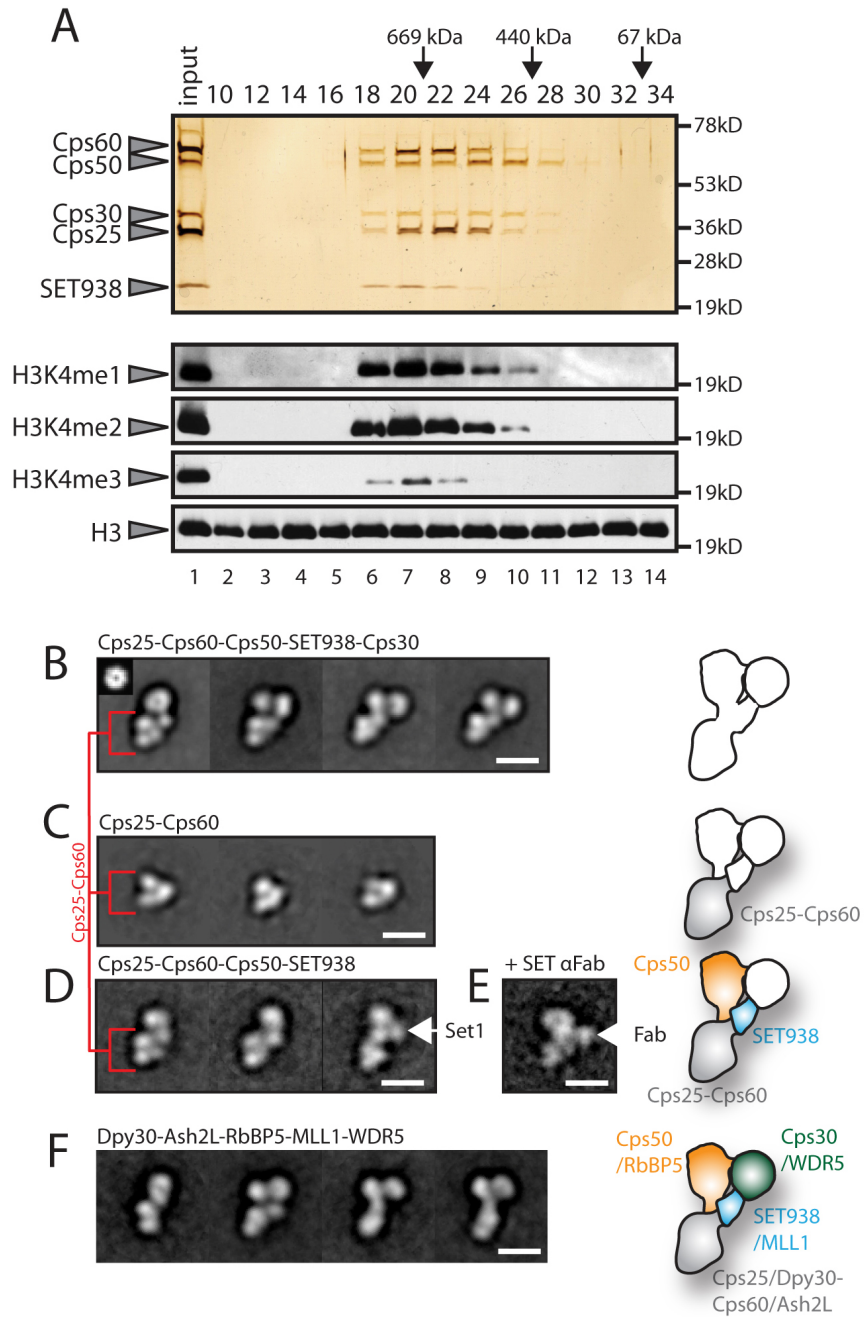 A
669 kDa 440 kDa 67 kDa
input 10 12 14 16 18 20 22 24 26 28 30 32 34
Cps60
Cps50
Cps30
Cps25
SET938
78kD
53kD
36kD
28kD
19kD
H3K4me1
19kD
H3K4me2
19kD
H3K4me3
19kD
H3
19kD
1 2 3 4 5 6 7 8 9 10 11 12 13 14
B
Cps25-Cps60-Cps50-SET938-Cps30
C
Cps25-Cps60
Cps25-Cps60
Cps25-Cps60
D
Cps25-Cps60-Cps50-SET938
Set1
E
+ SET αFab
Fab
Cps50
SET938
Cps25-Cps60
F
Dpy30-Ash2L-RbBP5-MLL1-WDR5
Cps50
/RbBP5
Cps30
/WDR5
SET938
/MLL1
Cps25/Dpy30-
Cps60/Ash2L